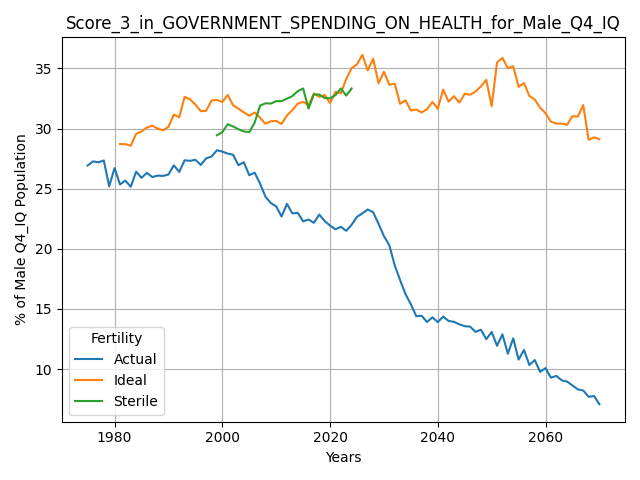 Score_3_in_GOVERNMENT_SPENDING_ON_HEALTH_for_Male_Q4_IQ
% of Male Q4_IQ Population
35
30
25
20
15
10
Fertility
Actual
Ideal
Sterile
1980 2000 2020 2040 2060
Years